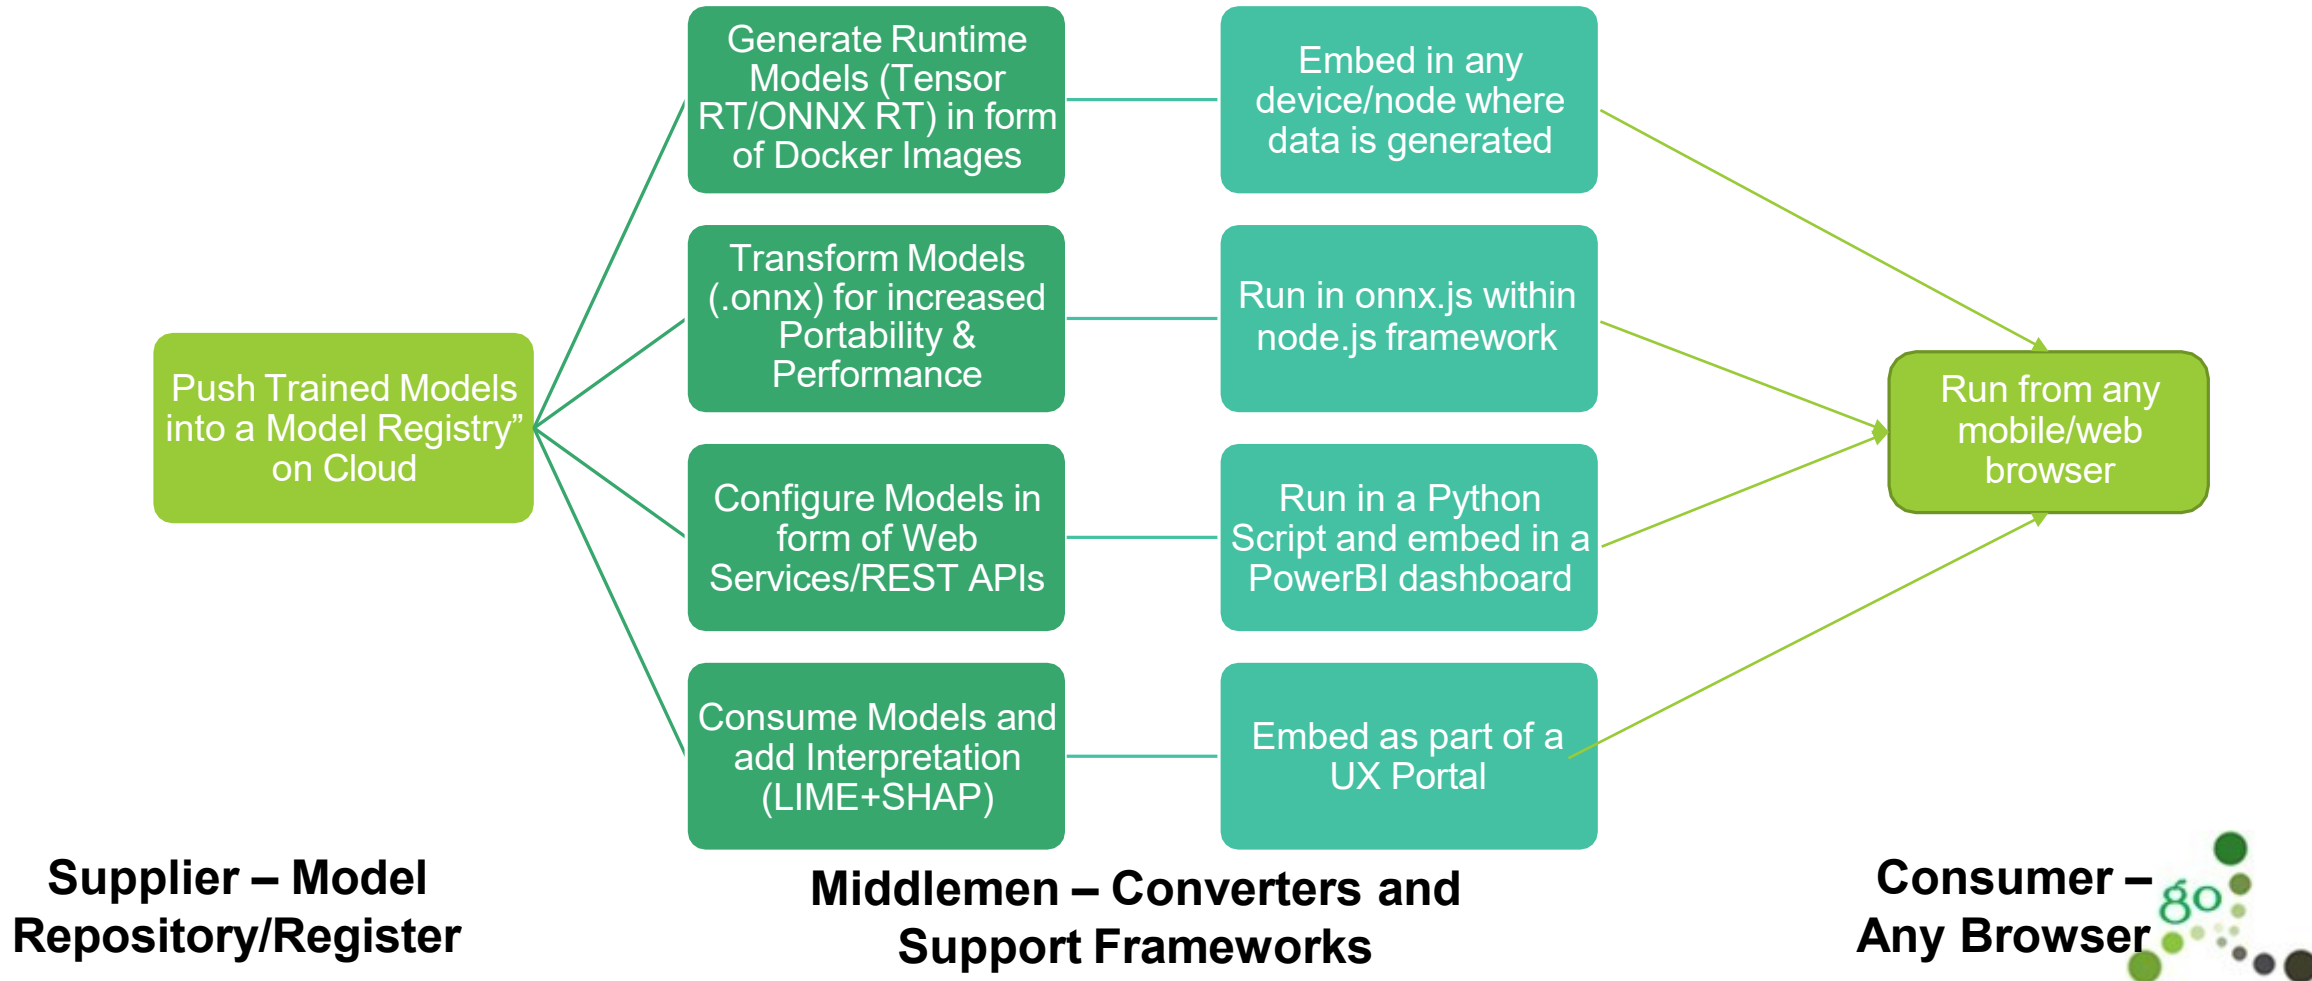 Generate Runtime
Models (Tensor
RT/ONNX RT) in form
of Docker Images
Embed in any
device/node where
data is generated
Transform Models
(.onnx) for increased
Portability &
Performance
Run in onnx.js within
node.js framework
Push Trained Models
into a Model Registry”
on Cloud
Run from any
mobile/web
browser
Configure Models in
form of Web
Services/REST APIs
Run in a Python
Script and embed in a
PowerBI dashboard
Consume Models and
add Interpretation
(LIME+SHAP)
Embed as part of a
UX Portal
Supplier – Model
Repository/Register
Middlemen – Converters and
Support Frameworks
Consumer –
Any Browser
go